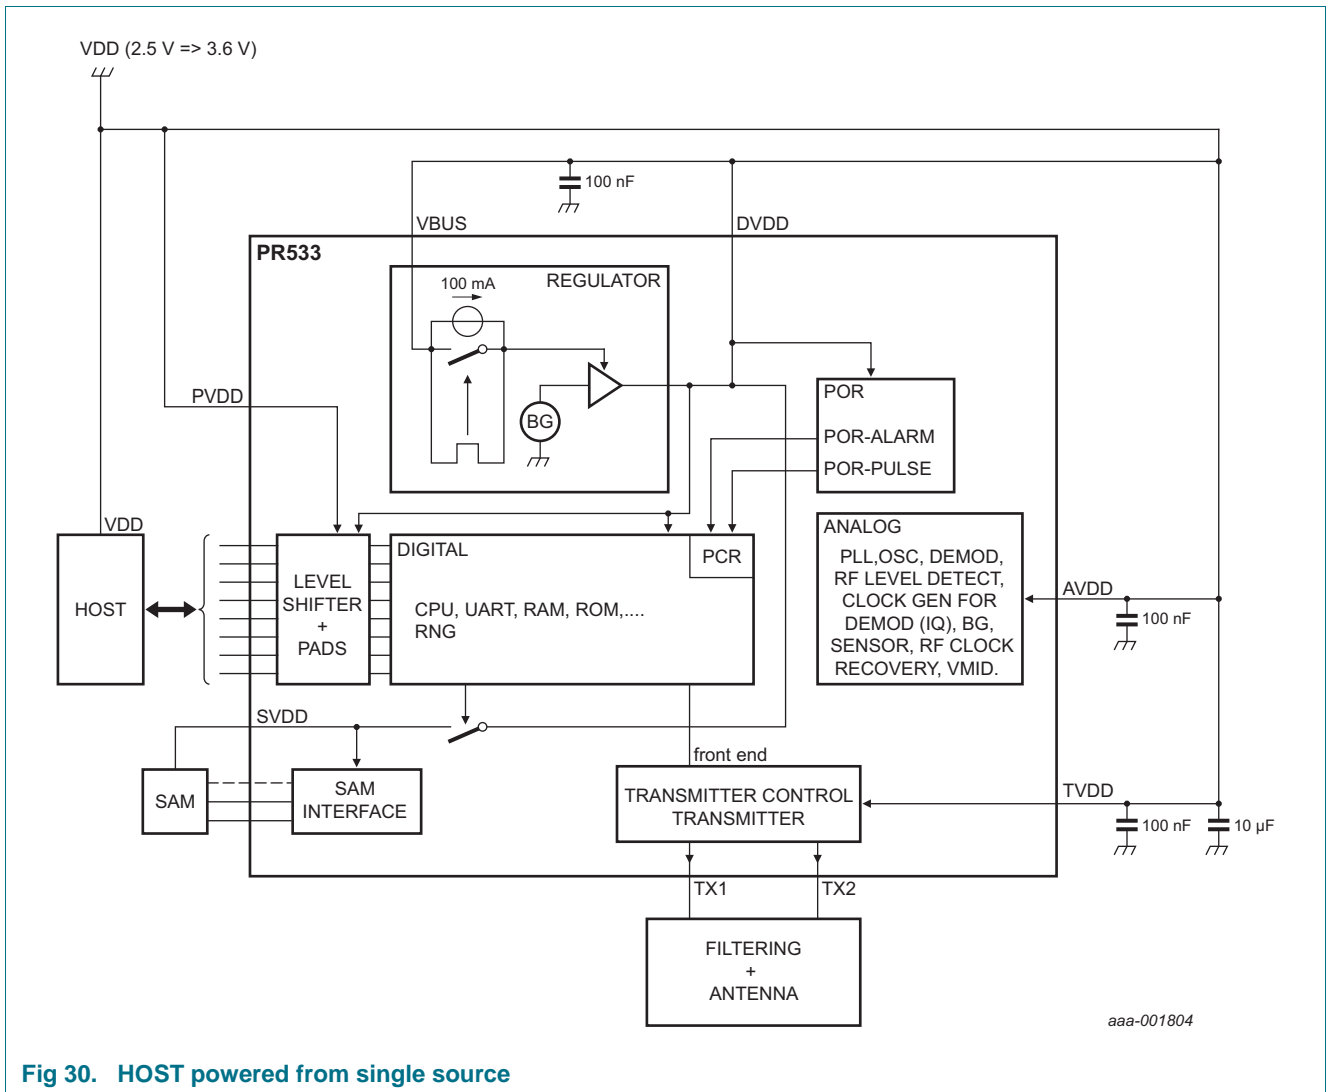 VDD (2.5 V => 3.6 V)
100 nF
VBUS
DVDD
PR533
100 mA
REGULATOR
BG
PVDD
POR
POR-ALARM
POR-PULSE
VDD
HOST
LEVEL
SHIFTER
+
PADS
DIGITAL
PCR
CPU, UART, RAM, ROM,....
RNG
ANALOG
PLL,OSC, DEMOD,
RF LEVEL DETECT,
CLOCK GEN FOR
DEMOD (IQ), BG,
SENSOR, RF CLOCK
RECOVERY, VMID.
AVDD
100 nF
SVDD
SAM
SAM
INTERFACE
front end
TRANSMITTER CONTROL
TRANSMITTER
TVDD
100 nF
10 µF
TX1
TX2
FILTERING
+
ANTENNA
aaa-001804
Fig 30. HOST powered from single source